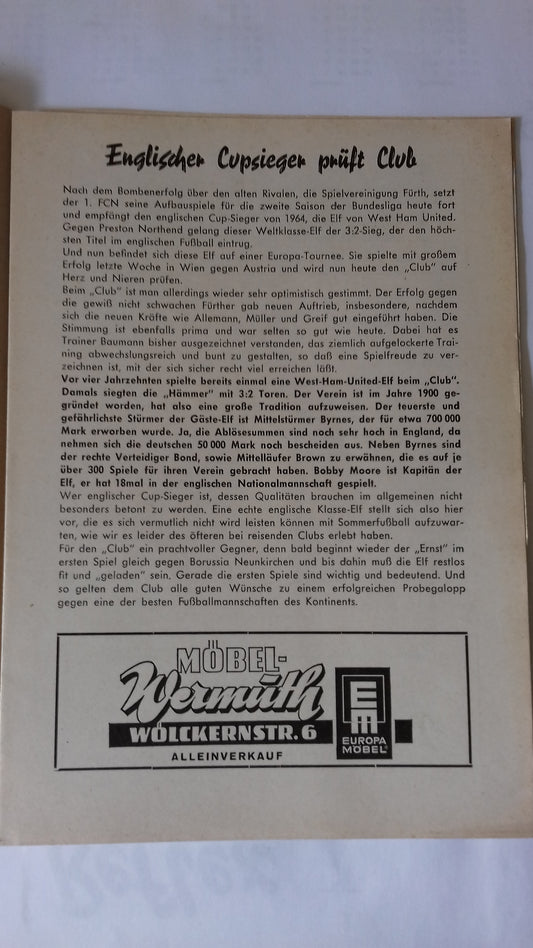 Englischer Cupsieger prüft Club
Nach dem Bombenerfolg über den alten Rivalen, die Spielvereinigung Fürth, setzt
der 1. FCN seine Aufbauspiele für die zweite Saison der Bundesliga heute fort
und empfängt den englischen Cup-Sieger von 1964, die Elf von West Ham United.
Gegen Preston Northend gelang dieser Weltklasse-Elf der 3:2-Sieg, der den höch-
sten Titel im englischen Fußball eintrug.
Und nun befindet sich diese Elf auf einer Europa-Tournee. Sie spielte mit großem
Erfolg letzte Woche in Wien gegen Austria und wird nun heute den „Club" auf
Herz und Nieren prüfen.
Beim „Club" ist man allerdings wieder sehr optimistisch gestimmt. Der Erfolg gegen
die gewiß nicht schwachen Fürther gab neuen Auftrieb, insbesondere, nachdem
sich die neuen Kräfte wie Allemann, Müller und Greif gut eingeführt haben. Die
Stimmung ist ebenfalls prima und war selten so gut wie heute. Dabei hat es
Trainer Baumann bisher ausgezeichnet verstanden, das ziemlich aufgelockerte Trai-
ning abwechslungsreich und bunt zu gestalten, so daß eine Spielfreude zu ver-
zeichnen ist, mit der sich sicher recht viel erreichen läßt.
Vor vier Jahrzehnten spielte bereits einmal eine West-Ham-United-Elf beim „Club".
Damals siegten die „Hämmer" mit 3:2 Toren. Der Verein ist im Jahre 1900 ge-
gründet worden, hat also eine große Tradition aufzuweisen. Der teuerste und
gefährlichste Stürmer der Gäste-Elf ist Mittelstürmer Byrnes, der für etwa 700 000
Mark erworben wurde. Ja, die Ablösesummen sind noch sehr hoch in England, da
nehmen sich die deutschen 50 000 Mark noch bescheiden aus. Neben Byrnes sind
der rechte Verteidiger Bond, sowie Mittelläufer Brown zu erwähnen, die es auf je
über 300 Spiele für ihren Verein gebracht haben. Bobby Moore ist Kapitän der
Elf, er hat 18mal in der englischen Nationalmannschaft gespielt.
Wer englischer Cup-Sieger ist, dessen Qualitäten brauchen im allgemeinen nicht
besonders betont zu werden. Eine echte englische Klasse-Elf stellt sich also hier
vor, die es sich vermutlich nicht wird leisten können mit Sommerfußball aufzuwar-
ten, wie wir es leider des öfteren bei reisenden Clubs erlebt haben.
Für den „Club" ein prachtvoller Gegner, denn bald beginnt wieder der „Ernst" im
ersten Spiel gleich gegen Borussia Neunkirchen und bis dahin muß die Elf restlos
fit und „geladen" sein. Gerade die ersten Spiele sind wichtig und bedeutend. Und
so gelten dem Club alle guten Wünsche zu einem erfolgreichen Probegalopp
gegen eine der besten Fußballmannschaften des Kontinents.
MÖBEL-
Wermuth
WÖLCKERNSTR. 6
ALLEINVERKAUF
EM
EUROPA
MÖBEL